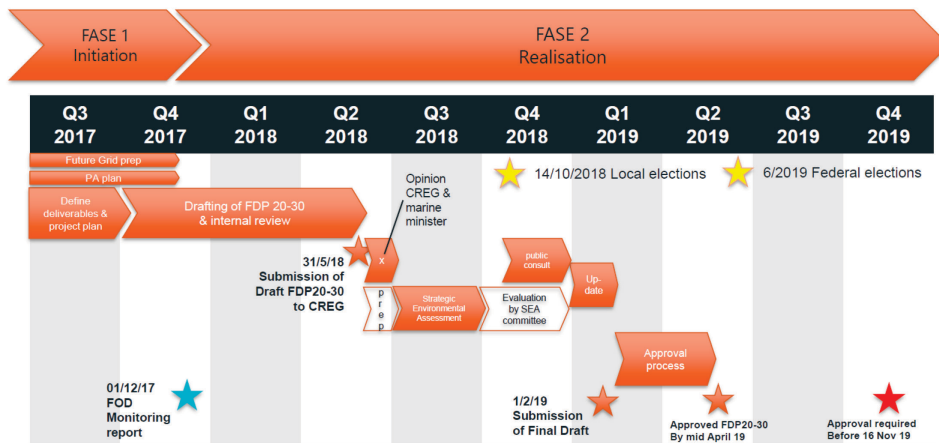 FASE 1
Initiation
FASE 2
Realisation
Q3
2017
Q4
2017
Q1
2018
Q2
2018
Q3
2018
Q4
2018
Q1
2019
Q2
2019
Q3
2019
Q4
2019
Future Grid prep
PA plan
Define
deliverables &
project plan
Drafting of FDP 20-30
& internal review
Opinion
CREG &
marine
minister
14/10/2018 Local elections
6/2019 Federal elections
31/5/18
Submission of
Draft FDP20-30
to CREG
x
p
r
e
p
Strategic
Environmental
Assessment
public
consult
Evaluation
by SEA
committee
Up-
date
Approval
process
01/12/17
FOD
Monitoring
report
1/2/19
Submission
of Final Draft
Approved FDP20-30
By mid April 19
Approval required
Before 16 Nov 19